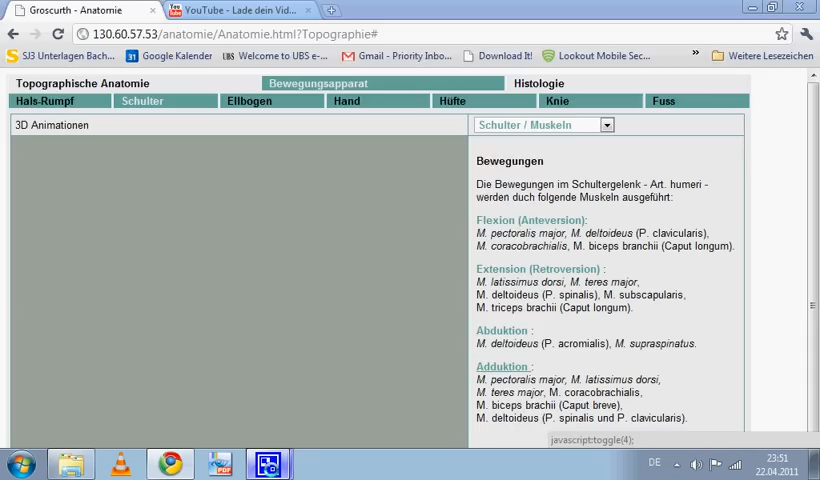 Groscurth - Anatomie
YouTube - Lade dein Vid...
130.60.57.53/anatomie/Anatomie.html?Topographie#
SJ3 Unterlagen Bach...
31 Google Kalender
UBS Welcome to UBS e-...
Gmail - Priority Inbo...
Download It!
Lookout Mobile Sec...
»
Weitere Lesezeichen
Topographische Anatomie Bewegungsapparat Histologie
Hals-Rumpf Schulter Ellbogen Hand Hüfte Knie Fuss
3D Animationen
Schulter / Muskeln
Bewegungen
Die Bewegungen im Schultergelenk - Art. humeri -
werden duch folgende Muskeln ausgeführt:
Flexion (Anteversion):
M. pectoralis major, M. deltoideus (P. clavicularis),
M. coracobrachialis, M. biceps branchii (Caput longum).
Extension (Retroversion) :
M. latissimus dorsi, M. teres major,
M. deltoideus (P. spinalis), M. subscapularis,
M. triceps brachii (Caput longum).
Abduktion :
M. deltoideus (P. acromialis), M. supraspinatus.
Adduktion :
M. pectoralis major, M. latissimus dorsi,
M. teres major, M. coracobrachialis,
M. biceps brachii (Caput breve),
M. deltoideus (P. spinalis und P. clavicularis).
javascript:toggle(4);
PDF
DE
23:51
22.04.2011